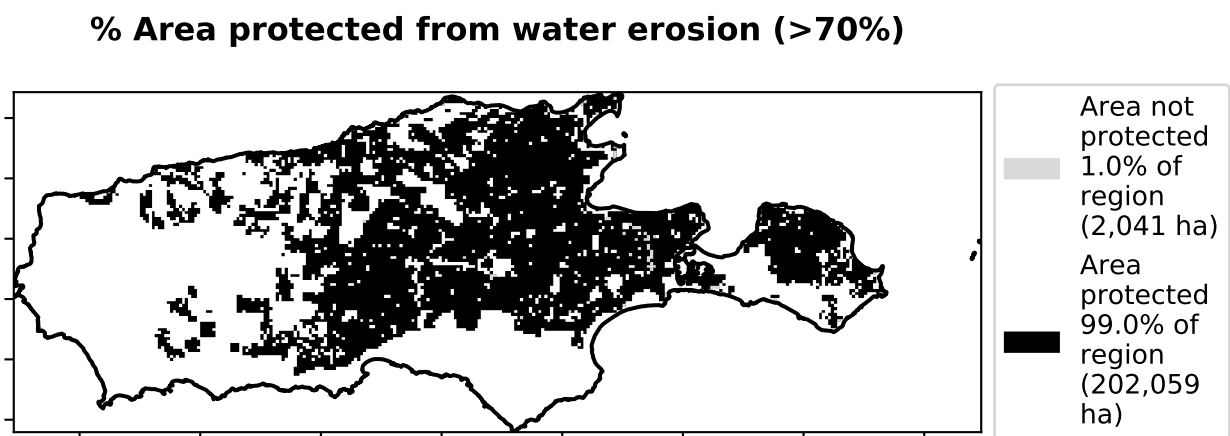 % Area protected from water erosion (>70%)
Area not
protected
1.0% of
region
(2,041 ha)
Area
protected
99.0% of
region
(202,059
ha)